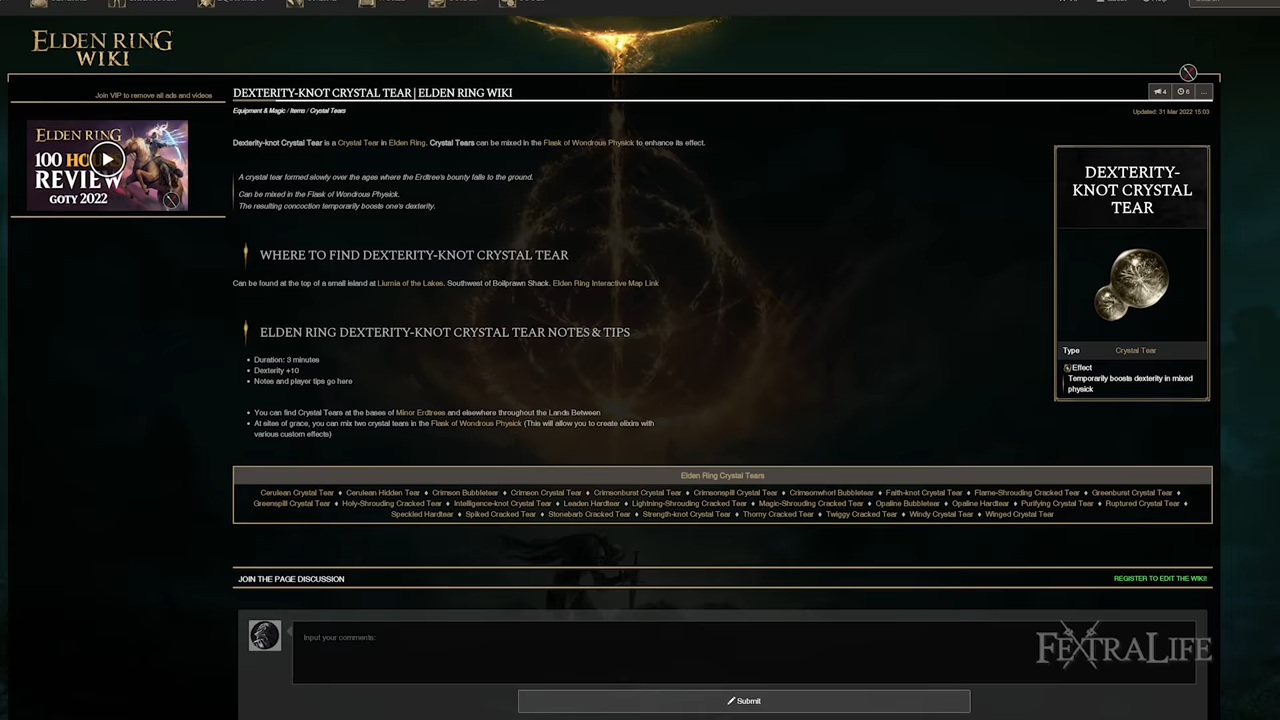 ELDEN RING
WIKI
Join VIP to remove all ads and videos
ELDEN RING
100 HO
REVIEW
GOTY 2022
DEXTERITY-KNOT CRYSTAL TEAR | ELDEN RING WIKI
4
6
...
Equipment & Magic / Items / Crystal Tears
Updated: 31 Mar 2022 15:03
Dexterity-knot Crystal Tear is a Crystal Tear in Elden Ring. Crystal Tears can be mixed in the Flask of Wondrous Physick to enhance its effect.
A crystal tear formed slowly over the ages where the Erdtree's bounty falls to the ground.
Can be mixed in the Flask of Wondrous Physick.
The resulting concoction temporarily boosts one's dexterity.
WHERE TO FIND DEXTERITY-KNOT CRYSTAL TEAR
Can be found at the top of a small island at Liurnia of the Lakes. Southwest of Boilprawn Shack. Elden Ring Interactive Map Link
ELDEN RING DEXTERITY-KNOT CRYSTAL TEAR NOTES & TIPS
Duration: 3 minutes
Dexterity +10
Notes and player tips go here
You can find Crystal Tears at the bases of Minor Erdtrees and elsewhere throughout the Lands Between
At sites of grace, you can mix two crystal tears in the Flask of Wondrous Physick (This will allow you to create elixirs with
various custom effects)
DEXTERITY-
KNOT CRYSTAL
TEAR
Type Crystal Tear
Effect
Temporarily boosts dexterity in mixed
physick
Elden Ring Crystal Tears
Cerulean Crystal Tear ♦ Cerulean Hidden Tear ♦ Crimson Bubbletear ♦ Crimson Crystal Tear ♦ Crimsonburst Crystal Tear ♦ Crimsonspill Crystal Tear ♦ Crimsonwhorl Bubbletear ♦ Faith-knot Crystal Tear ♦ Flame-Shrouding Cracked Tear ♦ Greenburst Crystal Tear ♦
Greenspill Crystal Tear ♦ Holy-Shrouding Cracked Tear ♦ Intelligence-knot Crystal Tear ♦ Leaden Hardtear ♦ Lightning-Shrouding Cracked Tear ♦ Magic-Shrouding Cracked Tear ♦ Opaline Bubbletear ♦ Opaline Hardtear ♦ Purifying Crystal Tear ♦ Ruptured Crystal Tear ♦
Speckled Hardtear ♦ Spiked Cracked Tear ♦ Stonebarb Cracked Tear ♦ Strength-knot Crystal Tear ♦ Thorny Cracked Tear ♦ Twiggy Cracked Tear ♦ Windy Crystal Tear ♦ Winged Crystal Tear
JOIN THE PAGE DISCUSSION
REGISTER TO EDIT THE WIKI!
Input your comments:
FEXTRALIFE
Submit